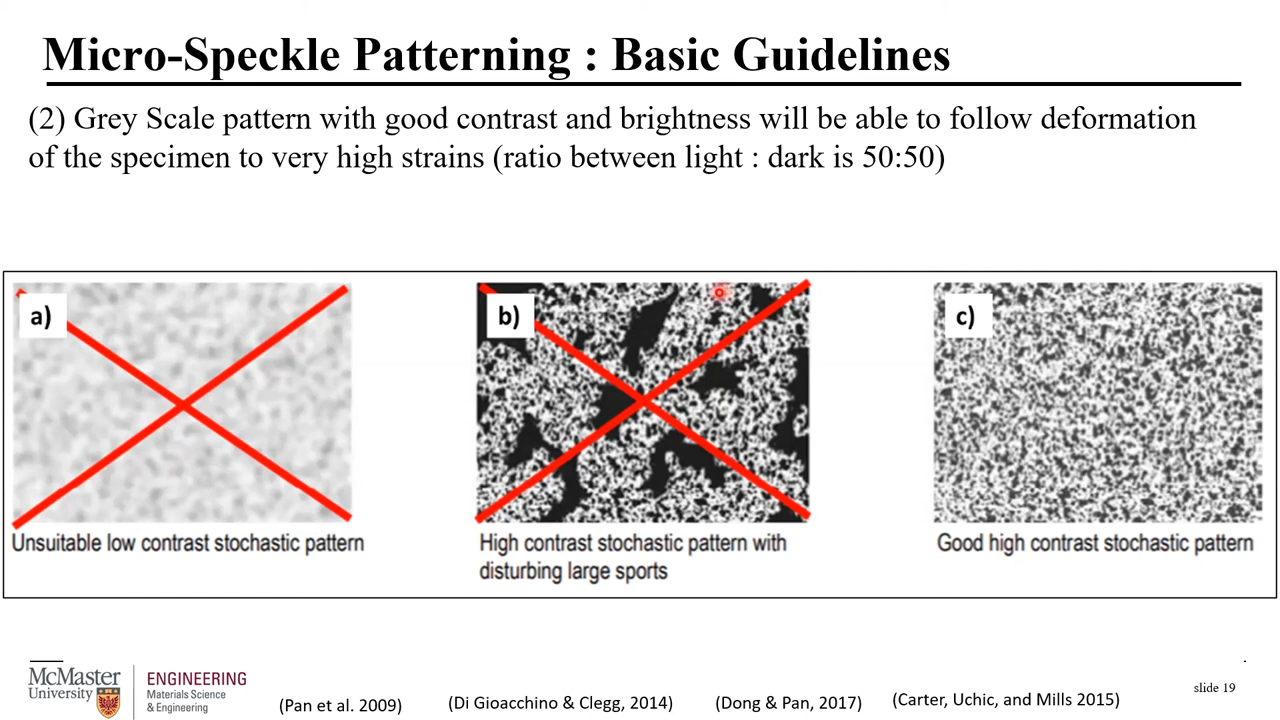 Micro-Speckle Patterning : Basic Guidelines
(2) Grey Scale pattern with good contrast and brightness will be able to follow deformation
of the specimen to very high strains (ratio between light : dark is 50:50)
a)
b)
c)
Unsuitable low contrast stochastic pattern
High contrast stochastic pattern with
disturbing large sports
Good high contrast stochastic pattern
McMaster
University
ENGINEERING
Materials Science
& Engineering
(Pan et al. 2009)
(Di Gioacchino & Clegg, 2014)
(Dong & Pan, 2017)
(Carter, Uchic, and Mills 2015)
slide 19